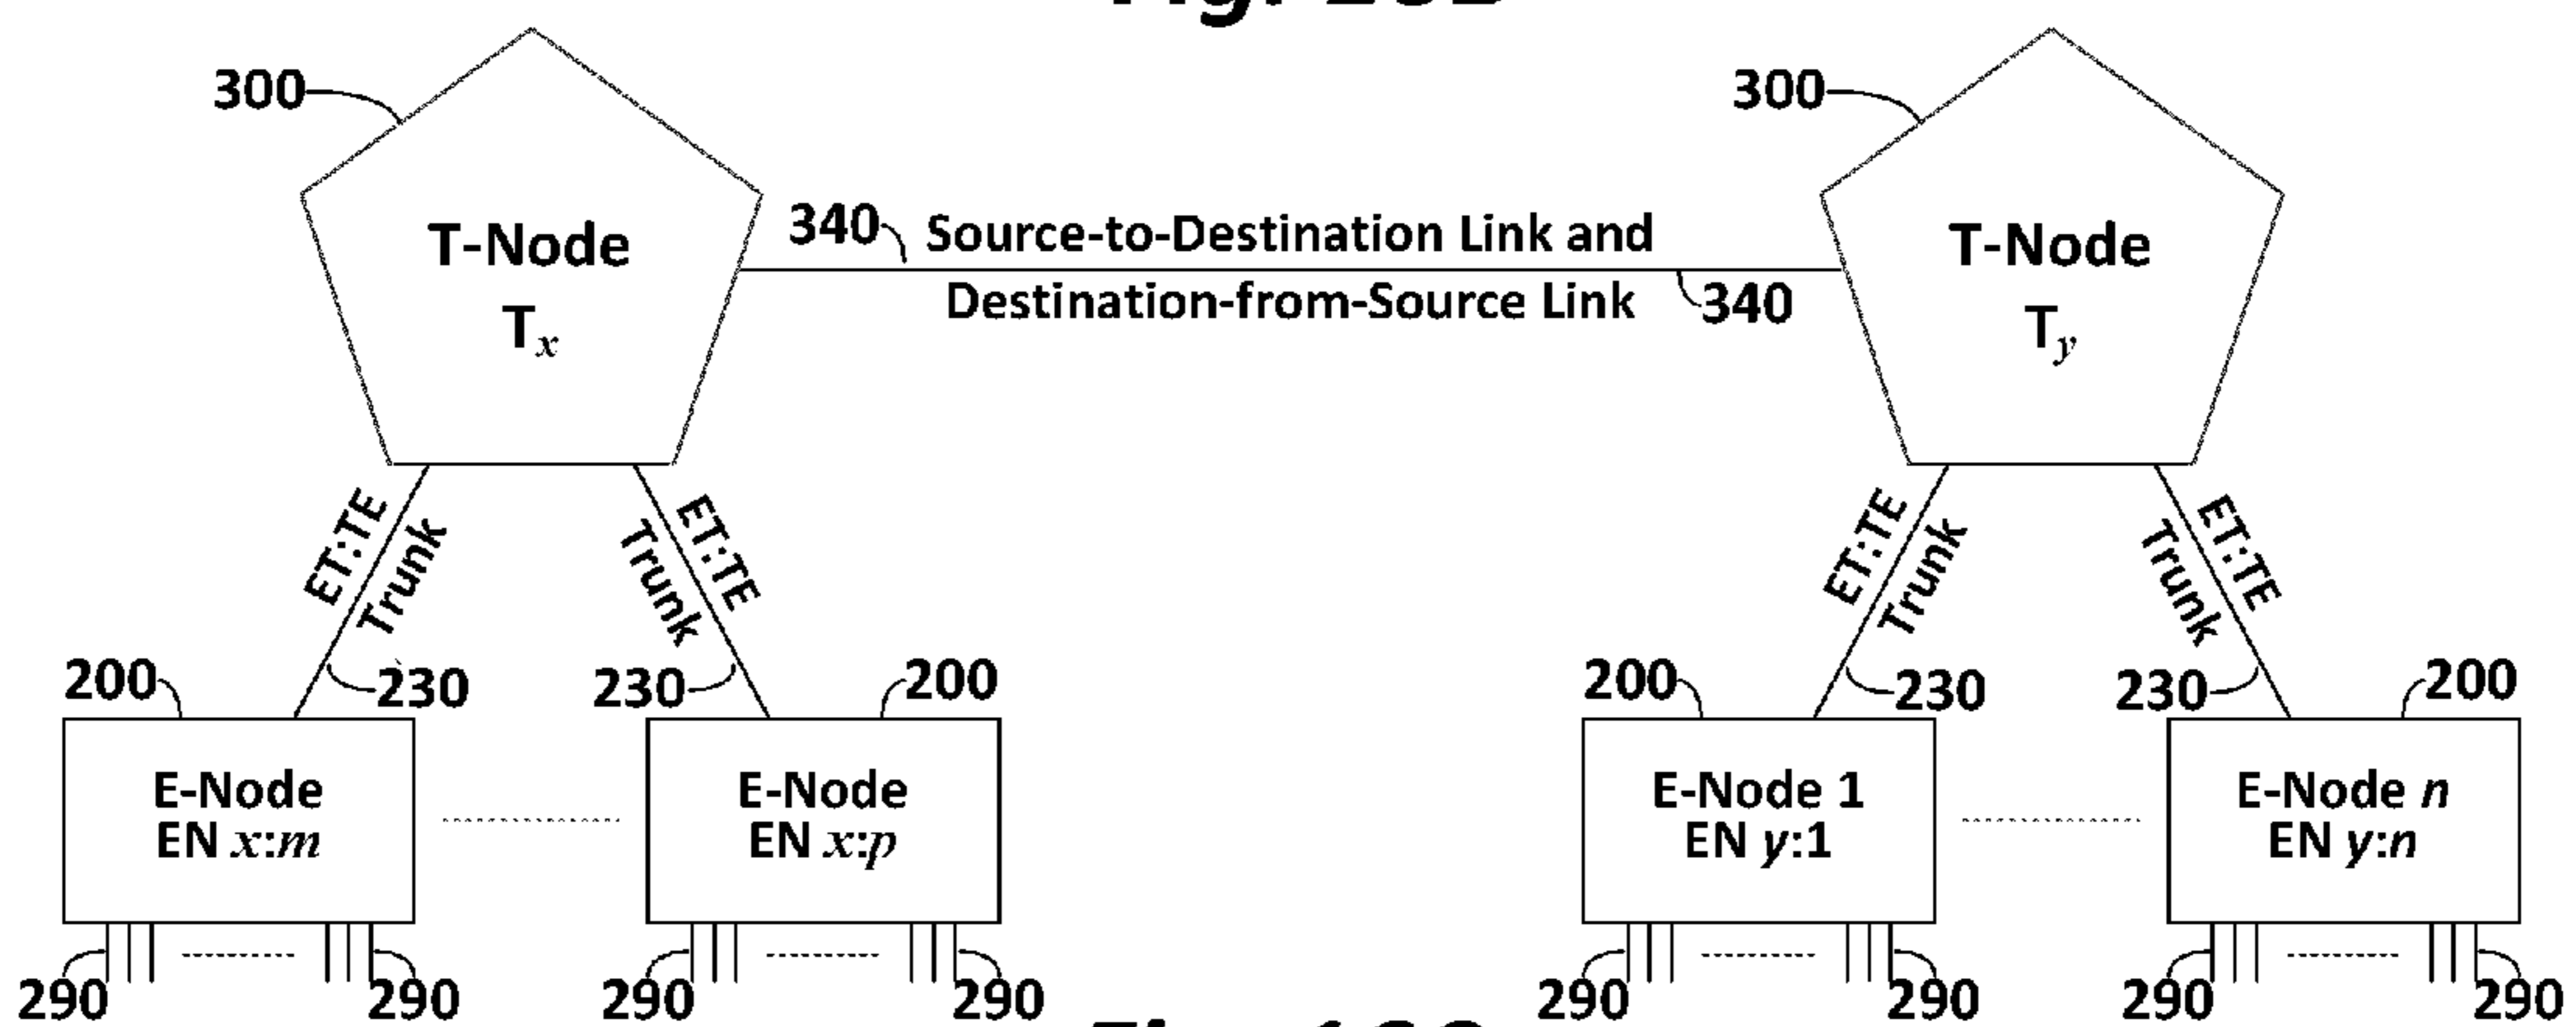 300
T-Node
Tx
340
Source-to-Destination Link and
Destination-from-Source Link
340
300
T-Node
Ty
ET:TE
Trunk
ET:TE
Trunk
ET:TE
Trunk
ET:TE
Trunk
200
230
230
200
200
230
230
200
E-Node
EN x:m
E-Node
EN x:p
E-Node 1
EN y:1
E-Node n
EN y:n
290
290
290
290
290
290
290
290